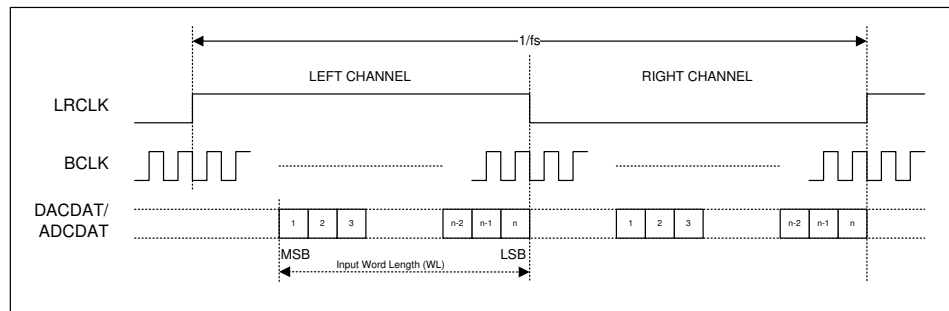 1/fs
LEFT CHANNEL RIGHT CHANNEL
LRCLK
BCLK
DACDAT/
ADCDAT
1 2 3 n-2 n-1 n 1 2 3 n-2 n-1 n
MSB LSB
Input Word Length (WL)